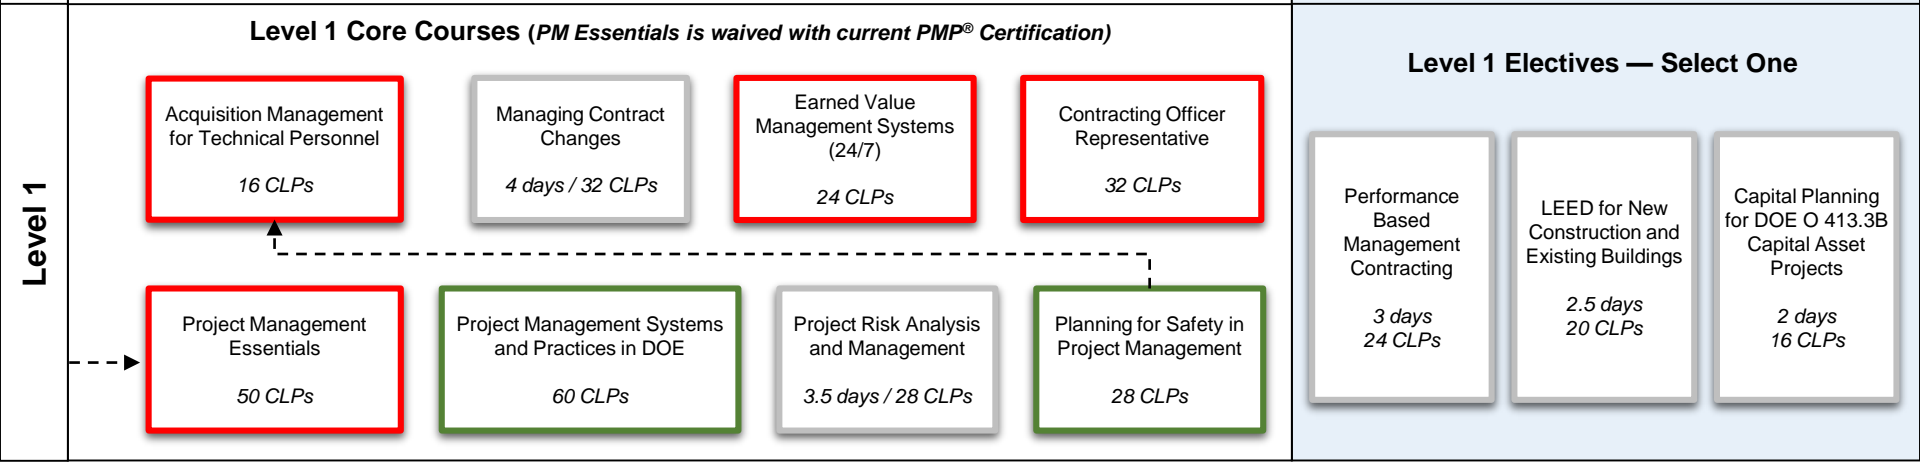 Level 1
Level 1 Core Courses (PM Essentials is waived with current PMP® Certification)
Acquisition Management
for Technical Personnel
16 CLPs
Managing Contract
Changes
4 days / 32 CLPs
Earned Value
Management Systems
(24/7)
24 CLPs
Contracting Officer
Representative
32 CLPs
Project Management
Essentials
50 CLPs
Project Management Systems
and Practices in DOE
60 CLPs
Project Risk Analysis
and Management
3.5 days / 28 CLPs
Planning for Safety in
Project Management
28 CLPs
Level 1 Electives — Select One
Performance
Based
Management
Contracting
3 days
24 CLPs
LEED for New
Construction and
Existing Buildings
2.5 days
20 CLPs
Capital Planning
for DOE O 413.3B
Capital Asset
Projects
2 days
16 CLPs